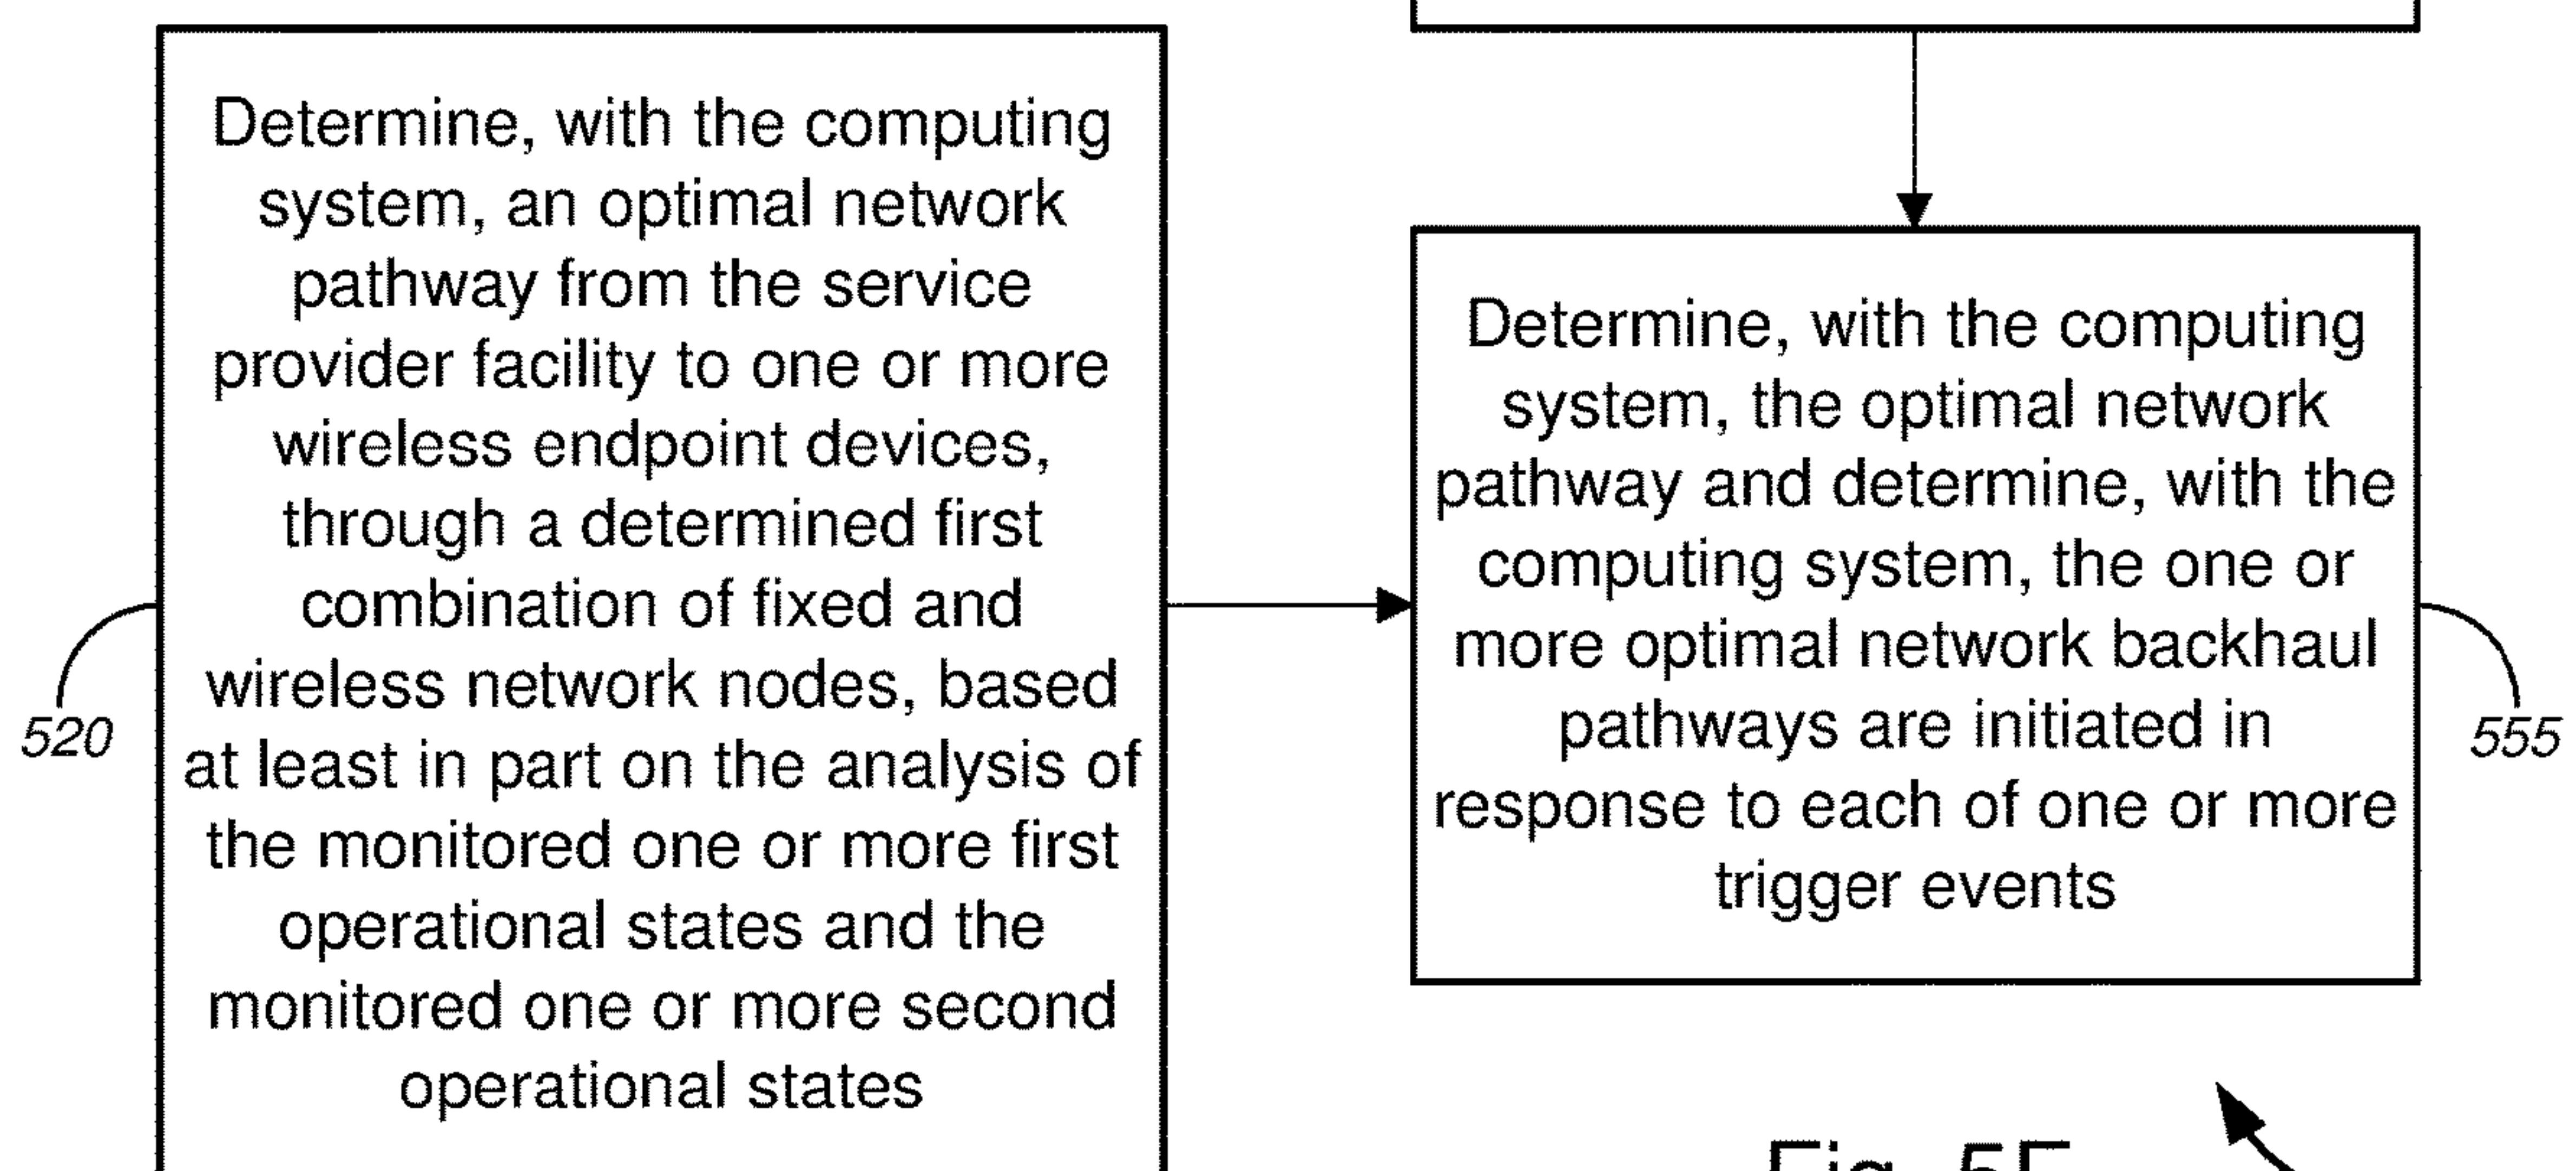 Determine, with the computing
system, an optimal network
pathway from the service
provider facility to one or more
wireless endpoint devices,
through a determined first
combination of fixed and
wireless network nodes, based
at least in part on the analysis of
the monitored one or more first
operational states and the
monitored one or more second
operational states
520
Determine, with the computing
system, the optimal network
pathway and determine, with the
computing system, the one or
more optimal network backhaul
pathways are initiated in
response to each of one or more
trigger events
555
Fig.